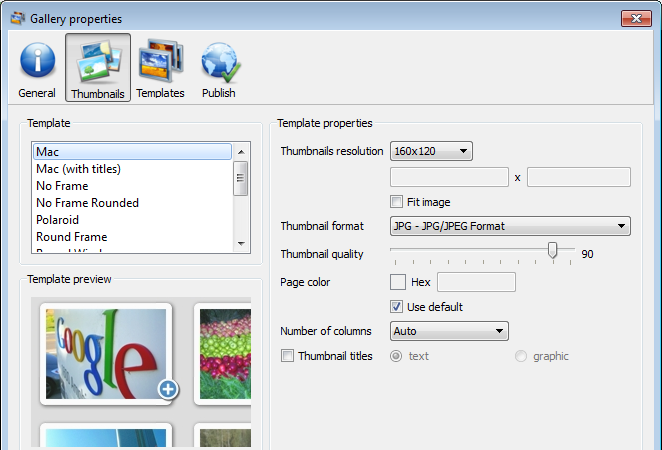 Gallery properties
General
Thumbnails
Templates
Publish
Template
Mac
Mac (with titles)
No Frame
No Frame Rounded
Polaroid
Round Frame
Template preview
Google
Template properties
Thumbnails resolution
160x120
x
Fit image
Thumbnail format
JPG - JPG/JPEG Format
Thumbnail quality
90
Page color
Hex
Use default
Number of columns
Auto
Thumbnail titles
text
graphic